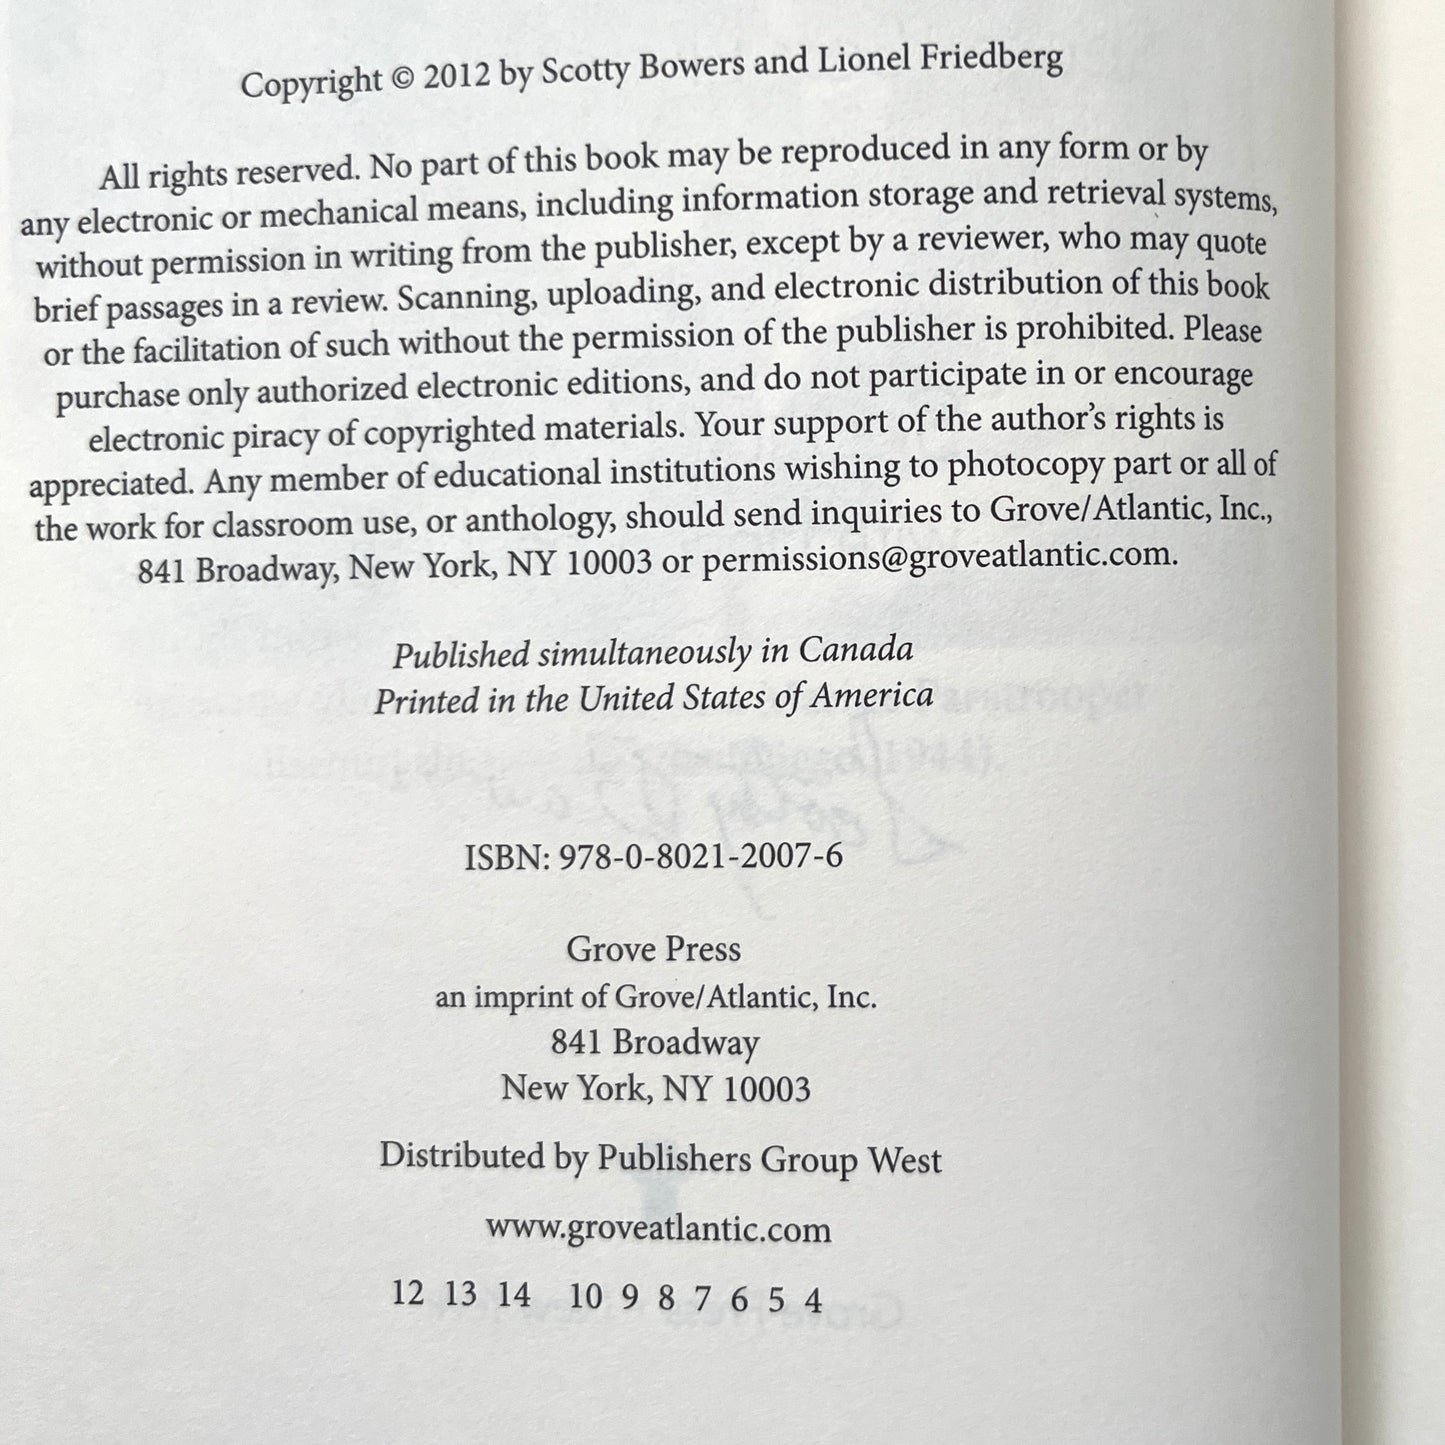 Copyright © 2012 by Scotty Bowers and Lionel Friedberg
All rights reserved. No part of this book may be reproduced in any form or by
any electronic or mechanical means, including information storage and retrieval systems,
without permission in writing from the publisher, except by a reviewer, who may quote
brief passages in a review. Scanning, uploading, and electronic distribution of this book
or the facilitation of such without the permission of the publisher is prohibited. Please
purchase only authorized electronic editions, and do not participate in or encourage
electronic piracy of copyrighted materials. Your support of the author’s rights is
appreciated. Any member of educational institutions wishing to photocopy part or all of
the work for classroom use, or anthology, should send inquiries to Grove/Atlantic, Inc.,
841 Broadway, New York, NY 10003 or permissions@groveatlantic.com.
Published simultaneously in Canada
Printed in the United States of America
ISBN: 978-0-8021-2007-6
Grove Press
an imprint of Grove/Atlantic, Inc.
841 Broadway
New York, NY 10003
Distributed by Publishers Group West
www.groveatlantic.com
12 13 14 10 9 8 7 6 5 4